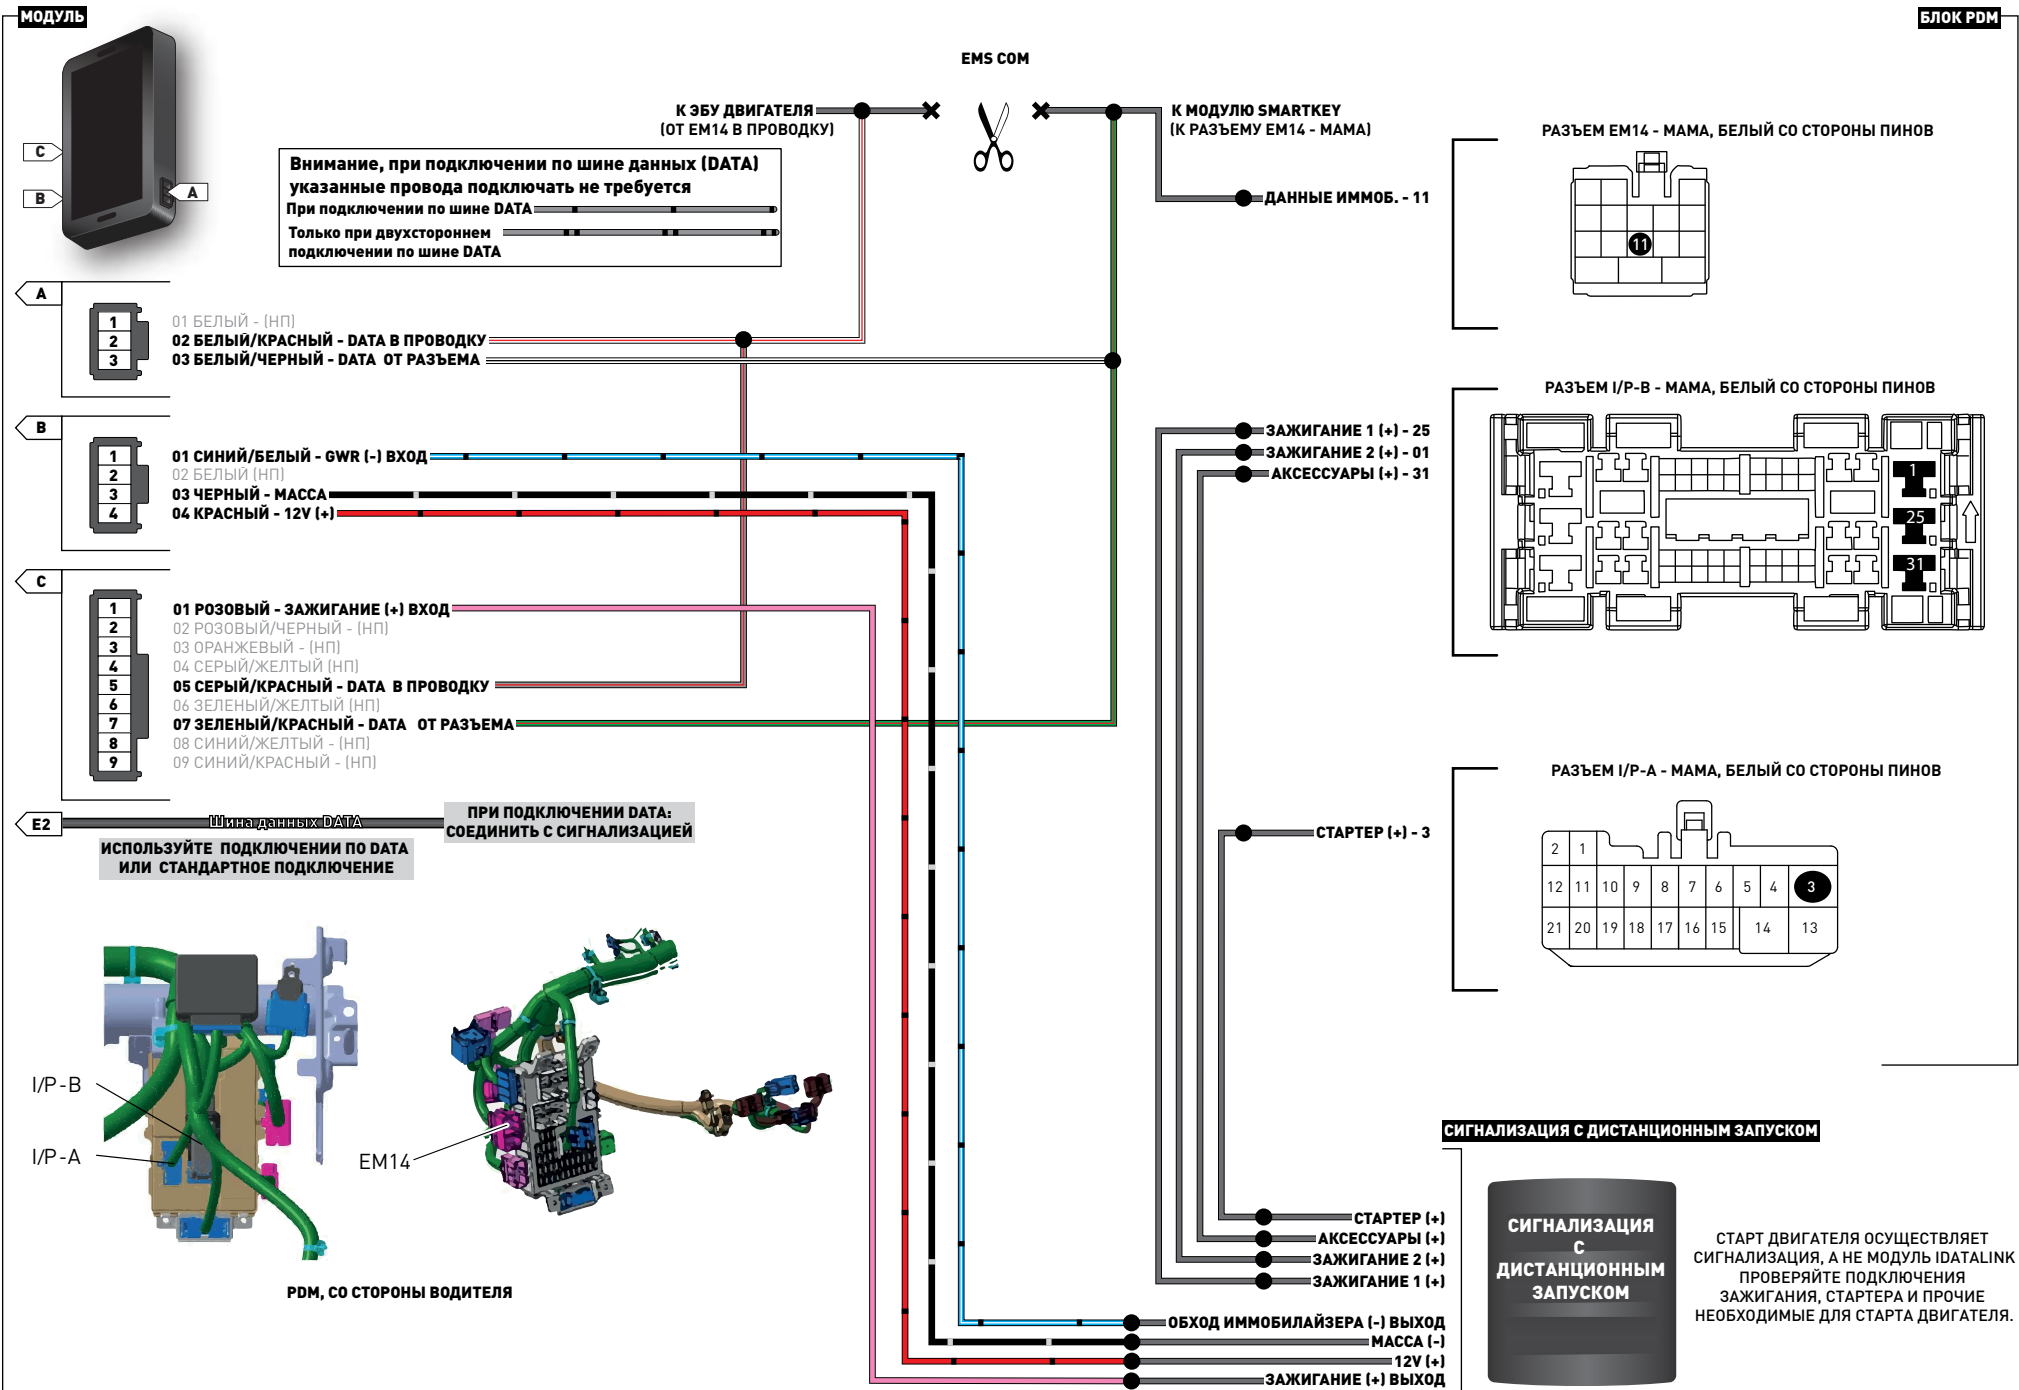 МОДУЛЬ
БЛОК PDM
EMS COM
К ЭБУ ДВИГАТЕЛЯ
(ОТ EM14 В ПРОВОДКУ)
К МОДУЛЮ SMARTKEY
(К РАЗЪЕМУ EM14 - МАМА)
ДАННЫЕ ИММОБ. - 11
C
B
A
Внимание, при подключении по шине данных (DATA)
указанные провода подключать не требуется
При подключении по шине DATA
Только при двухстороннем
подключении по шине DATA
РАЗЪЕМ EM14 - МАМА, БЕЛЫЙ СО СТОРОНЫ ПИНОВ
11
A
1
2
3
01 БЕЛЫЙ - (НП)
02 БЕЛЫЙ/КРАСНЫЙ - DATA В ПРОВОДКУ
03 БЕЛЫЙ/ЧЕРНЫЙ - DATA ОТ РАЗЪЕМА
B
1
2
3
4
01 СИНИЙ/БЕЛЫЙ - GWR (-) ВХОД
02 БЕЛЫЙ (НП)
03 ЧЕРНЫЙ - МАССА
04 КРАСНЫЙ - 12V (+)
C
1
2
3
4
5
6
7
8
9
01 РОЗОВЫЙ - ЗАЖИГАНИЕ (+) ВХОД
02 РОЗОВЫЙ/ЧЕРНЫЙ - (НП)
03 ОРАНЖЕВЫЙ - (НП)
04 СЕРЫЙ/ЖЕЛТЫЙ (НП)
05 СЕРЫЙ/КРАСНЫЙ - DATA В ПРОВОДКУ
06 ЗЕЛЕНЫЙ/ЖЕЛТЫЙ (НП)
07 ЗЕЛЕНЫЙ/КРАСНЫЙ - DATA ОТ РАЗЪЕМА
08 СИНИЙ/ЖЕЛТЫЙ - (НП)
09 СИНИЙ/КРАСНЫЙ - (НП)
E2
Шина данных DATA
ПРИ ПОДКЛЮЧЕНИИ DATA:
СОЕДИНИТЬ С СИГНАЛИЗАЦИЕЙ
ИСПОЛЬЗУЙТЕ ПОДКЛЮЧЕНИИ ПО DATA
ИЛИ СТАНДАРТНОЕ ПОДКЛЮЧЕНИЕ
РАЗЪЕМ I/P-B - МАМА, БЕЛЫЙ СО СТОРОНЫ ПИНОВ
ЗАЖИГАНИЕ 1 (+) - 25
ЗАЖИГАНИЕ 2 (+) - 01
АКСЕССУАРЫ (+) - 31
1
25
31
РАЗЪЕМ I/P-A - МАМА, БЕЛЫЙ СО СТОРОНЫ ПИНОВ
СТАРТЕР (+) - 3
2 1
12 11 10 9 8 7 6 5 4 3
21 20 19 18 17 16 15 14 13
I/P-B
I/P-A
EM14
PDM, СО СТОРОНЫ ВОДИТЕЛЯ
СИГНАЛИЗАЦИЯ С ДИСТАНЦИОННЫМ ЗАПУСКОМ
СТАРТЕР (+)
АКСЕССУАРЫ (+)
ЗАЖИГАНИЕ 2 (+)
ЗАЖИГАНИЕ 1 (+)
ОБХОД ИММОБИЛАЙЗЕРА (-) ВЫХОД
МАССА (-)
12V (+)
ЗАЖИГАНИЕ (+) ВЫХОД
СИГНАЛИЗАЦИЯ
С
ДИСТАНЦИОННЫМ
ЗАПУСКОМ
СТАРТ ДВИГАТЕЛЯ ОСУЩЕСТВЛЯЕТ
СИГНАЛИЗАЦИЯ, А НЕ МОДУЛЬ IDATALINK
ПРОВЕРЯЙТЕ ПОДКЛЮЧЕНИЯ
ЗАЖИГАНИЯ, СТАРТЕРА И ПРОЧИЕ
НЕОБХОДИМЫЕ ДЛЯ СТАРТА ДВИГАТЕЛЯ.